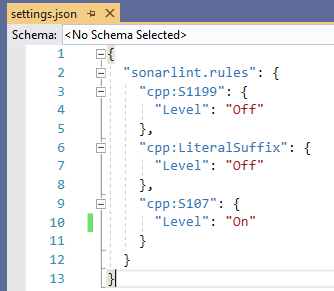 settings.json
Schema: <No Schema Selected>
1 {
2 "sonarlint.rules": {
3 "cpp:S1199": {
4 "Level": "Off"
5 },
6 "cpp:LiteralSuffix": {
7 "Level": "Off"
8 },
9 "cpp:S107": {
10 "Level": "On"
11 }
12 }
13 }